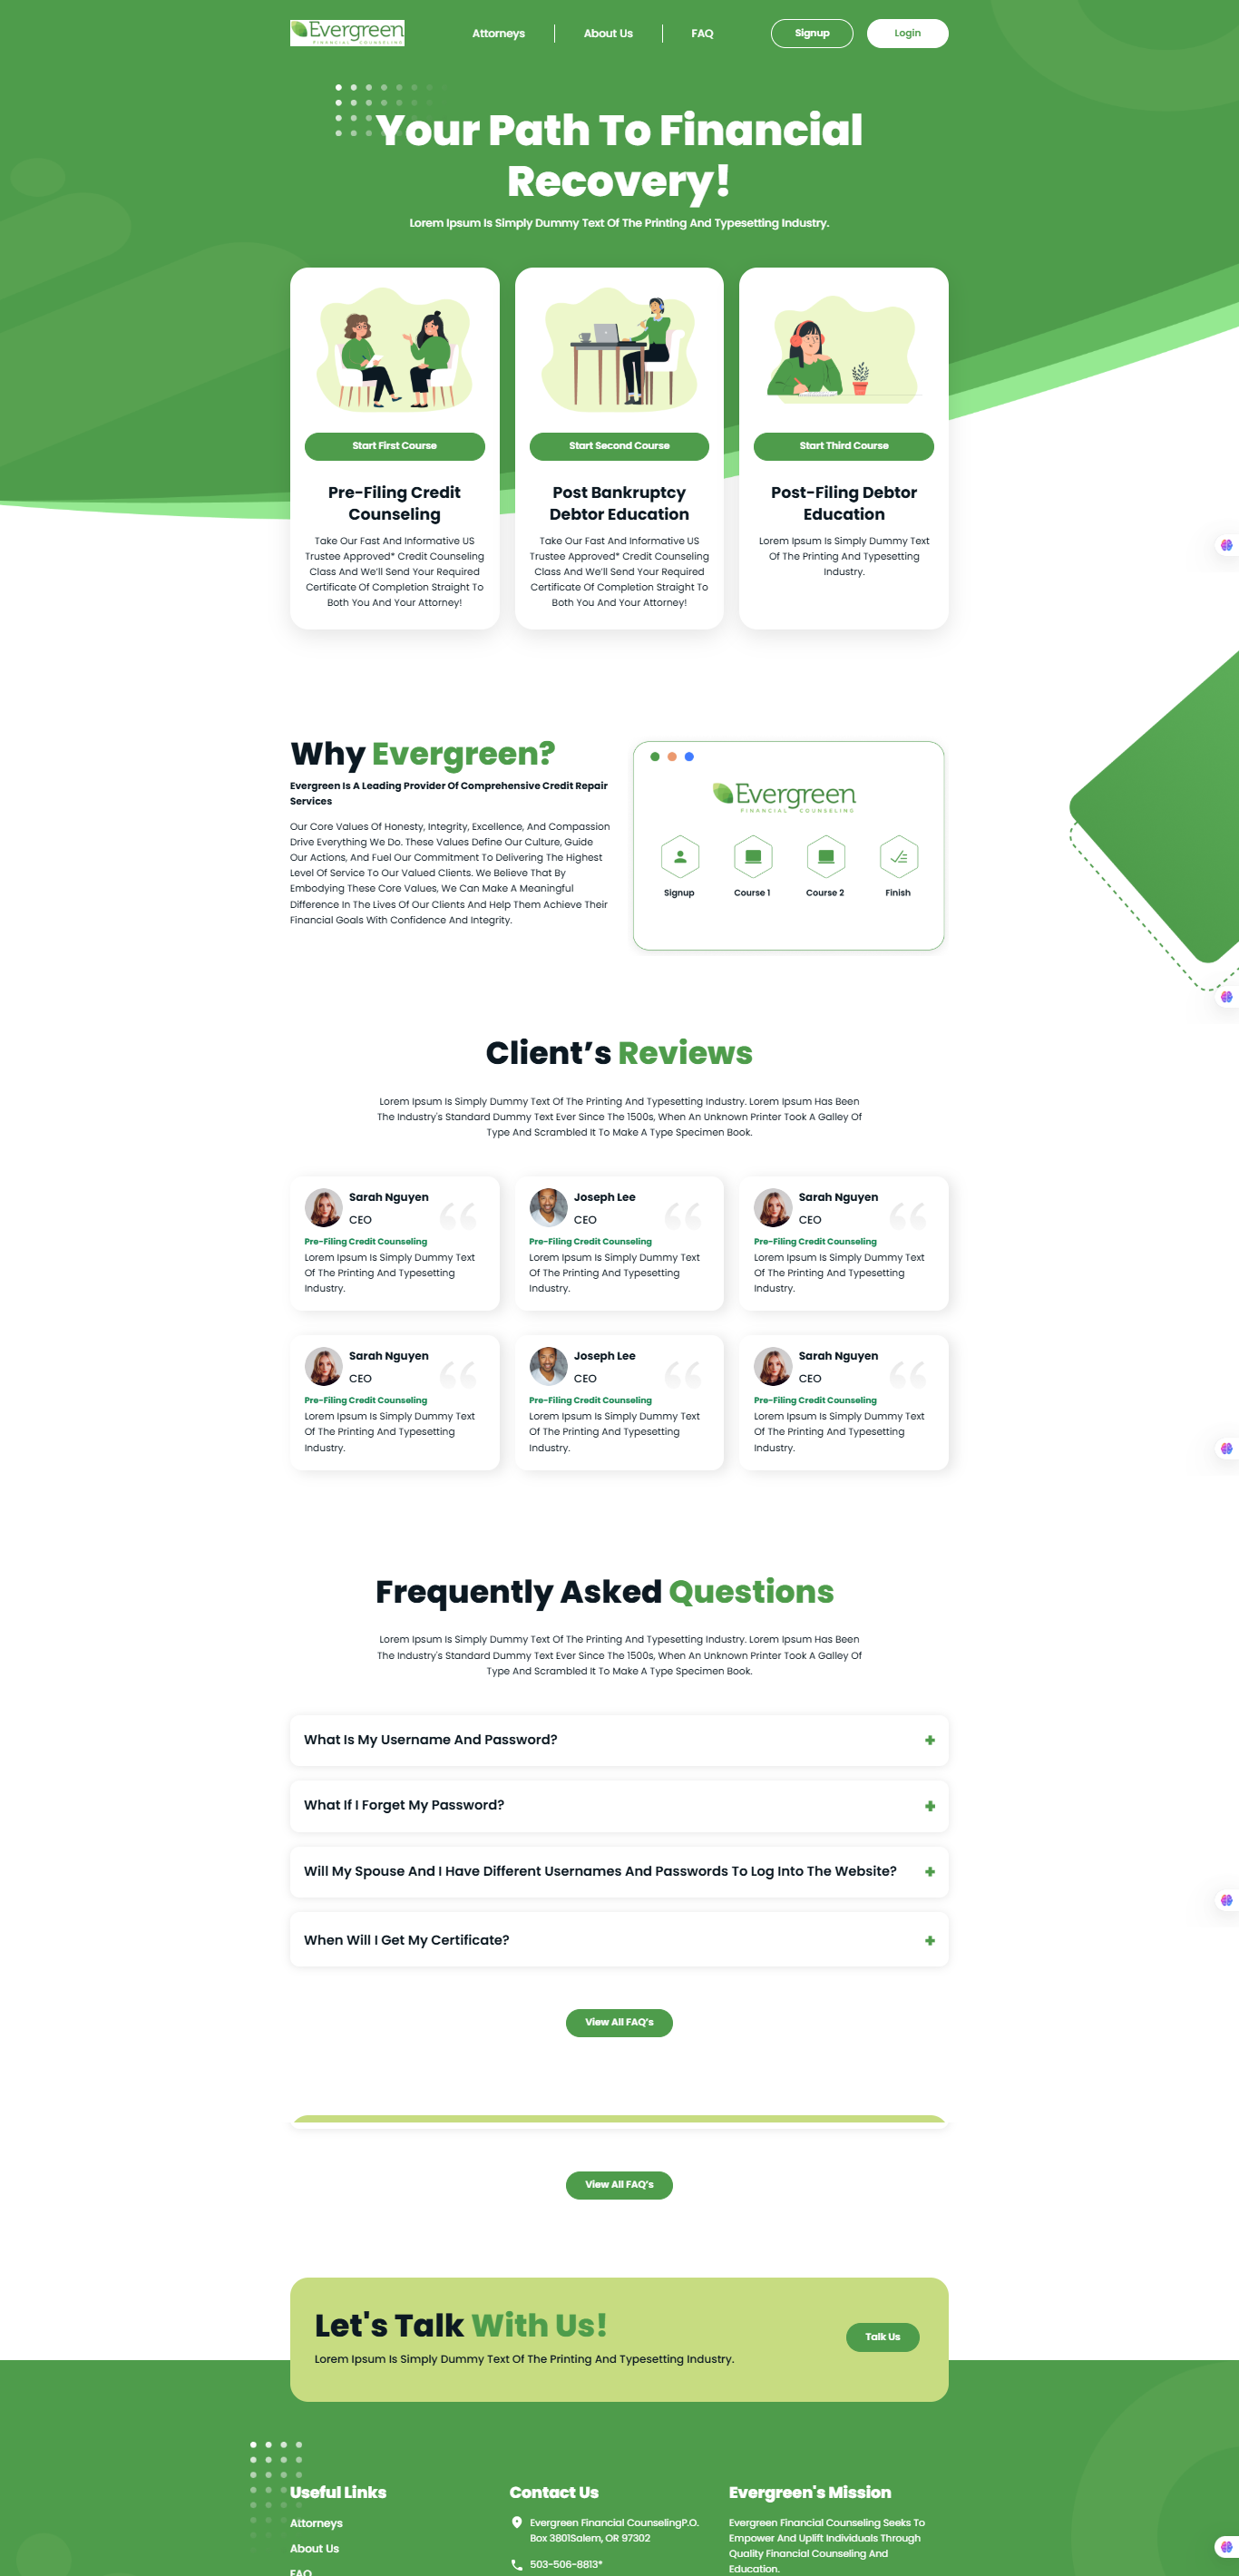 Evergreen
FINANCIAL COUNSELING
Attorneys
About Us
FAQ
Signup
Login
Your Path To Financial
Recovery!
Lorem Ipsum Is Simply Dummy Text Of The Printing And Typesetting Industry.
Start First Course
Pre-Filing Credit
Counseling
Take Our Fast And Informative US
Trustee Approved* Credit Counseling
Class And We'll Send Your Required
Certificate Of Completion Straight To
Both You And Your Attorney!
Start Second Course
Post Bankruptcy
Debtor Education
Take Our Fast And Informative US
Trustee Approved* Credit Counseling
Class And We'll Send Your Required
Certificate Of Completion Straight To
Both You And Your Attorney!
Start Third Course
Post-Filing Debtor
Education
Lorem Ipsum Is Simply Dummy Text
Of The Printing And Typesetting
Industry.
Why Evergreen?
Evergreen Is A Leading Provider Of Comprehensive Credit Repair
Services
Our Core Values Of Honesty, Integrity, Excellence, And Compassion
Drive Everything We Do. These Values Define Our Culture, Guide
Our Actions, And Fuel Our Commitment To Delivering The Highest
Level Of Service To Our Valued Clients. We Believe That By
Embodying These Core Values, We Can Make A Meaningful
Difference In The Lives Of Our Clients And Help Them Achieve Their
Financial Goals With Confidence And Integrity.
Evergreen
FINANCIAL COUNSELING
Signup
Course 1
Course 2
Finish
Client's Reviews
Lorem Ipsum Is Simply Dummy Text Of The Printing And Typesetting Industry. Lorem Ipsum Has Been
The Industry's Standard Dummy Text Ever Since The 1500s, When An Unknown Printer Took A Galley Of
Type And Scrambled It To Make A Type Specimen Book.
Sarah Nguyen
CEO
Pre-Filing Credit Counseling
Lorem Ipsum Is Simply Dummy Text
Of The Printing And Typesetting
Industry.
Joseph Lee
CEO
Pre-Filing Credit Counseling
Lorem Ipsum Is Simply Dummy Text
Of The Printing And Typesetting
Industry.
Sarah Nguyen
CEO
Pre-Filing Credit Counseling
Lorem Ipsum Is Simply Dummy Text
Of The Printing And Typesetting
Industry.
Sarah Nguyen
CEO
Pre-Filing Credit Counseling
Lorem Ipsum Is Simply Dummy Text
Of The Printing And Typesetting
Industry.
Joseph Lee
CEO
Pre-Filing Credit Counseling
Lorem Ipsum Is Simply Dummy Text
Of The Printing And Typesetting
Industry.
Sarah Nguyen
CEO
Pre-Filing Credit Counseling
Lorem Ipsum Is Simply Dummy Text
Of The Printing And Typesetting
Industry.
Frequently Asked Questions
Lorem Ipsum Is Simply Dummy Text Of The Printing And Typesetting Industry. Lorem Ipsum Has Been
The Industry's Standard Dummy Text Ever Since The 1500s, When An Unknown Printer Took A Galley Of
Type And Scrambled It To Make A Type Specimen Book.
What Is My Username And Password?
What If I Forget My Password?
Will My Spouse And I Have Different Usernames And Passwords To Log Into The Website?
When Will I Get My Certificate?
View All FAQ's
View All FAQ's
Let's Talk With Us!
Lorem Ipsum Is Simply Dummy Text Of The Printing And Typesetting Industry.
Talk Us
Useful Links
Attorneys
About Us
FAQ
Contact Us
Evergreen Financial CounselingP.O.
Box 3801Salem, OR 97302
503-506-8813*
Evergreen's Mission
Evergreen Financial Counseling Seeks To
Empower And Uplift Individuals Through
Quality Financial Counseling And
Education.